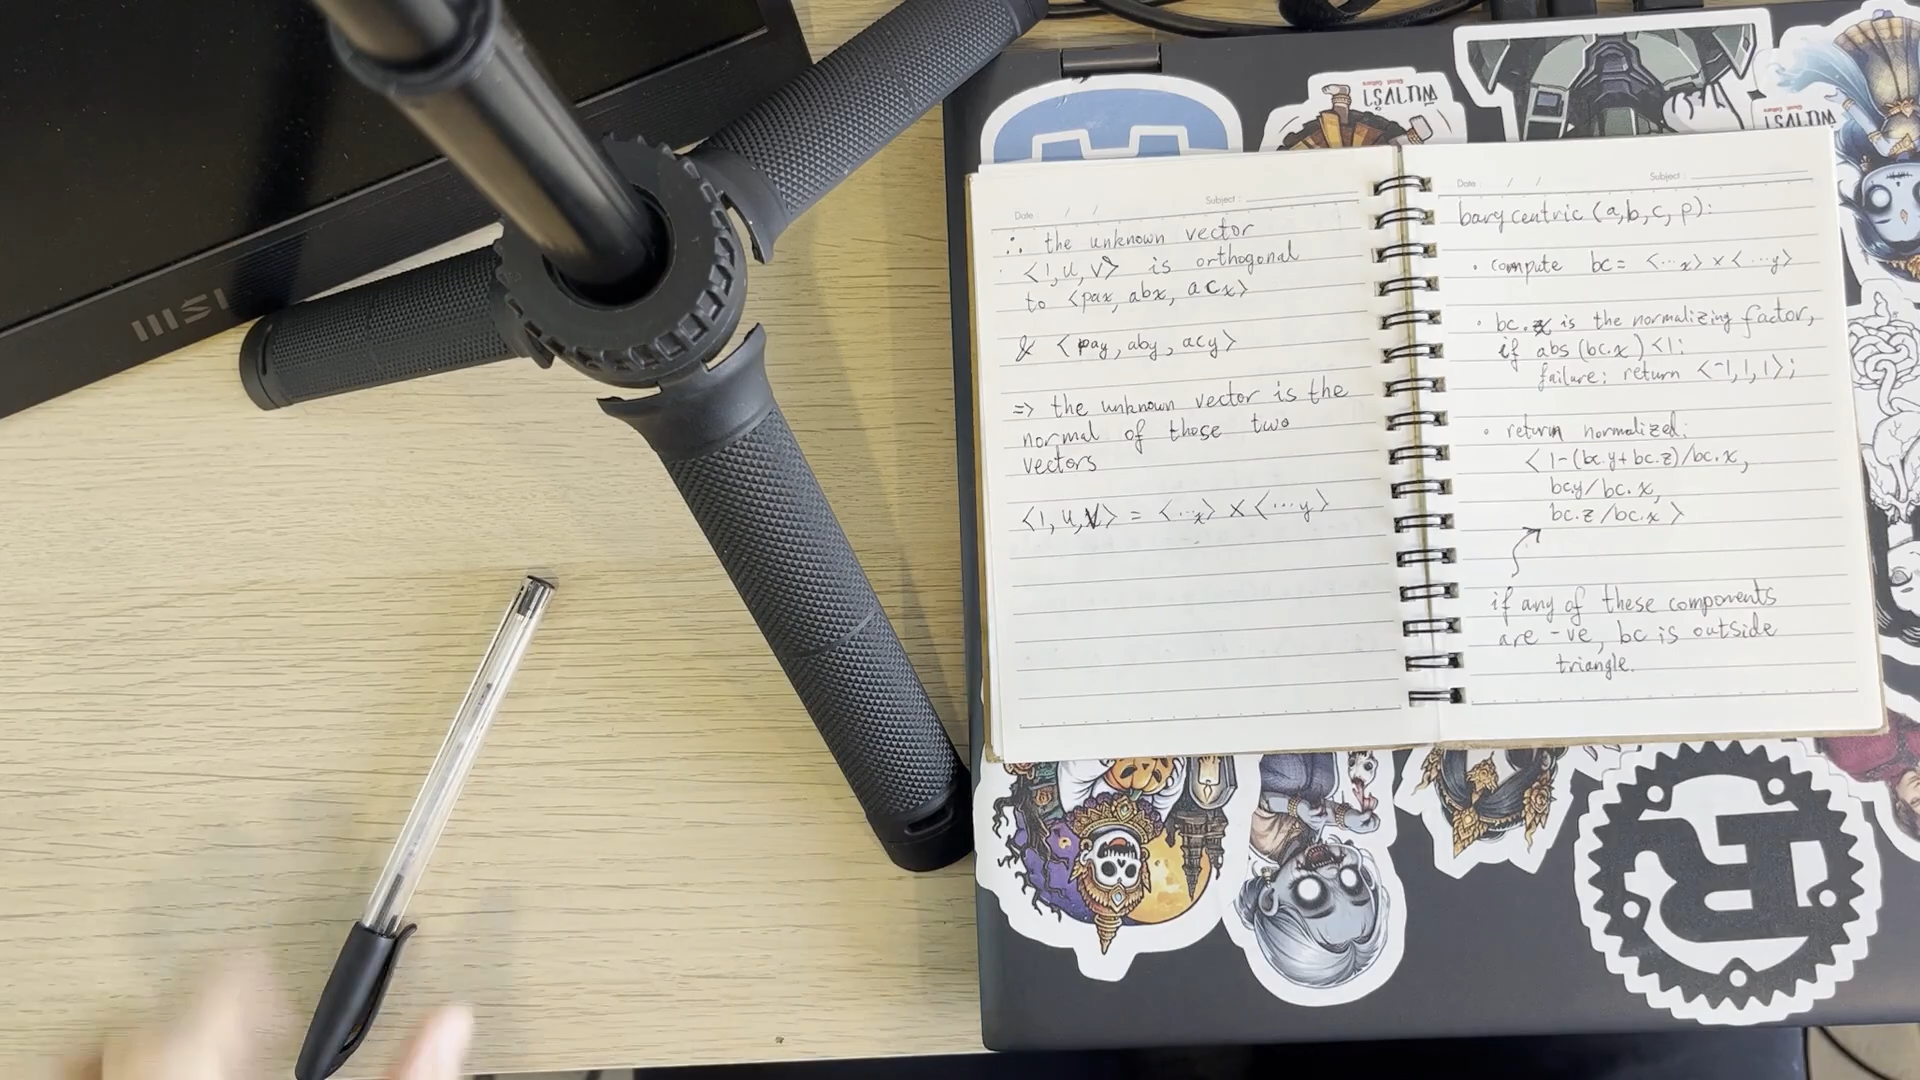 msi
Date / / Subject:
∴ the unknown vector
<1, u, v> is orthogonal
to <pax, abx, acx>
& <pay, aby, acy>
=> the unknown vector is the
normal of those two
vectors
<1, u, v> = <...x> × <...y>
Date: / / Subject:
barycentric (a, b, c, p):
• compute bc = <...x> × <...y>
• bc.x is the normalizing factor,
if abs(bc.x) <1:
failure: return <-1, 1, 1>;
• return normalized:
<1-(bc.y+bc.z)/bc.x,
bc.y/bc.x,
bc.z/bc.x>
if any of these components
are -ve, bc is outside
triangle.
R